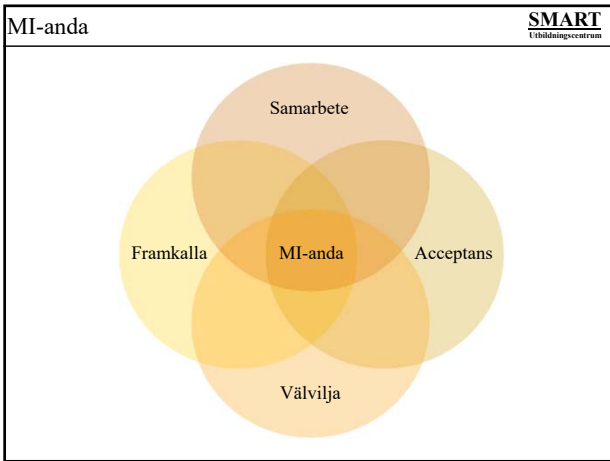 MI-anda
SMART
Utbildningscentrum
Samarbete
Framkalla
MI-anda
Acceptans
Välvilja